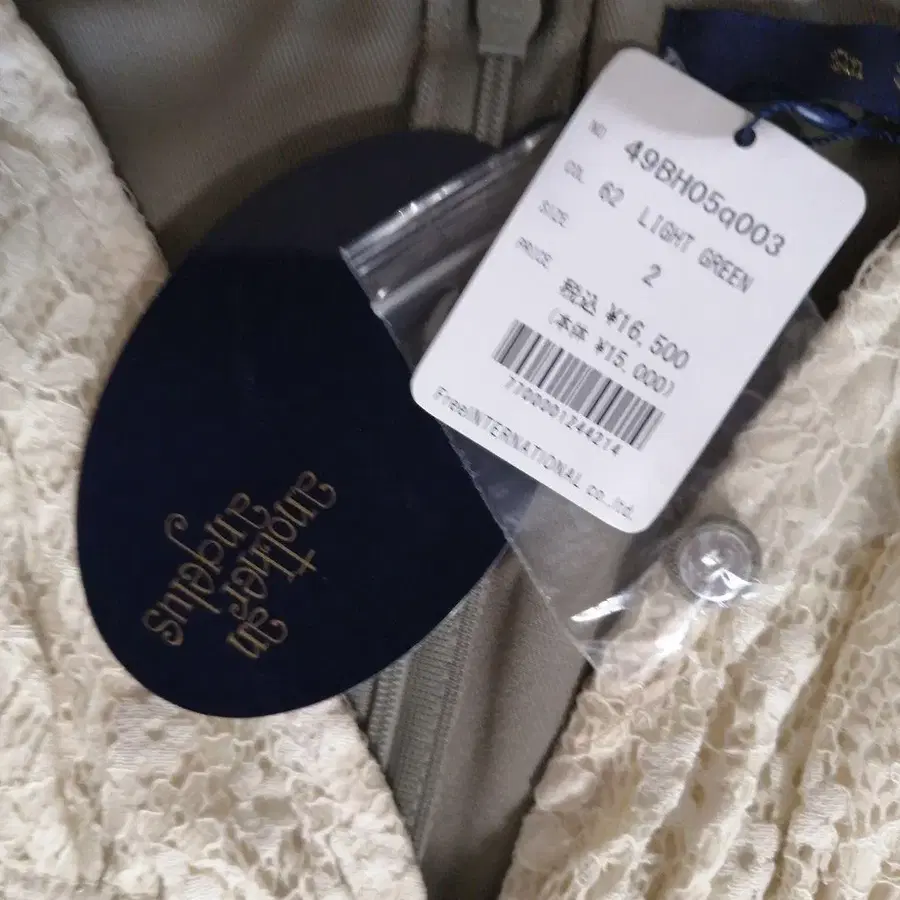 NO 49BH05q003
COL 62 LIGHT GREEN
SIZE 2
PRICE 税込 ¥16,500
(本体 ¥15,000)
7700001244214
FreeINTERNATIONAL co.,ltd.
another
an
angelus